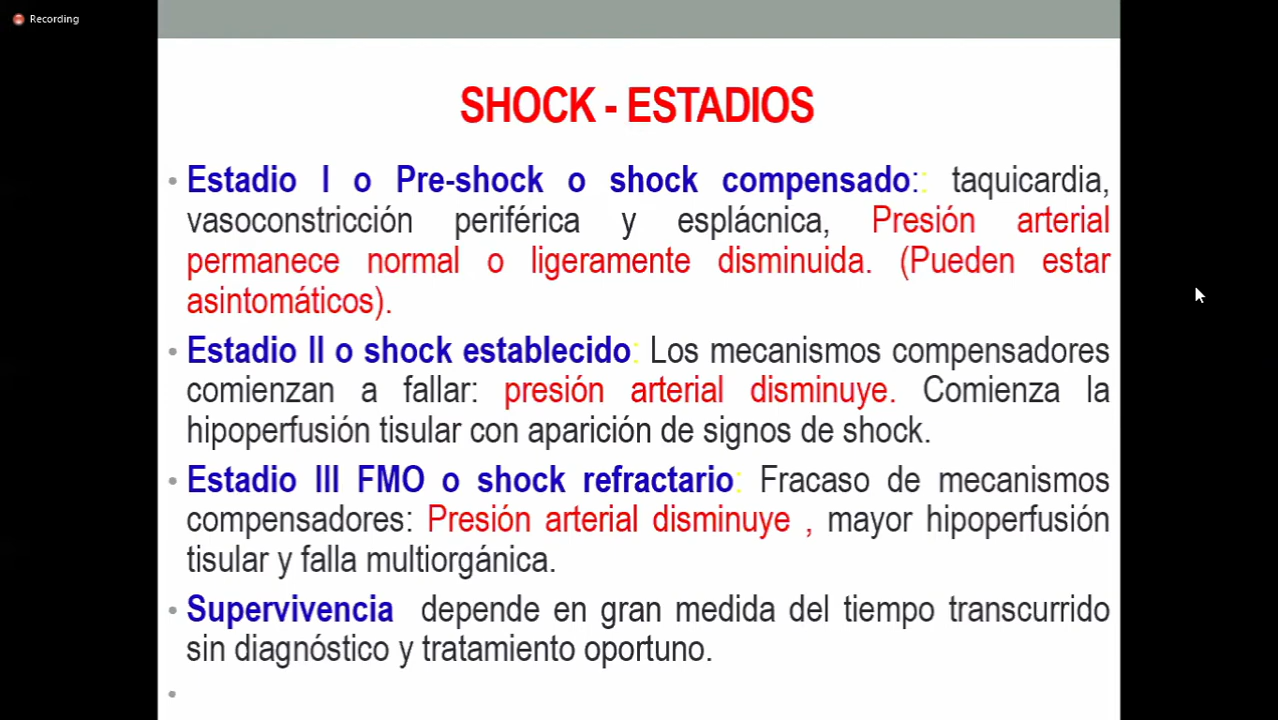 Recording
SHOCK - ESTADIOS
• Estadio I o Pre-shock o shock compensado:: taquicardia,
vasoconstricción periférica y esplácnica, Presión arterial
permanece normal o ligeramente disminuida. (Pueden estar
asintomáticos).
• Estadio II o shock establecido: Los mecanismos compensadores
comienzan a fallar: presión arterial disminuye. Comienza la
hipoperfusión tisular con aparición de signos de shock.
• Estadio III FMO o shock refractario: Fracaso de mecanismos
compensadores: Presión arterial disminuye , mayor hipoperfusión
tisular y falla multiorgánica.
• Supervivencia depende en gran medida del tiempo transcurrido
sin diagnóstico y tratamiento oportuno.
•